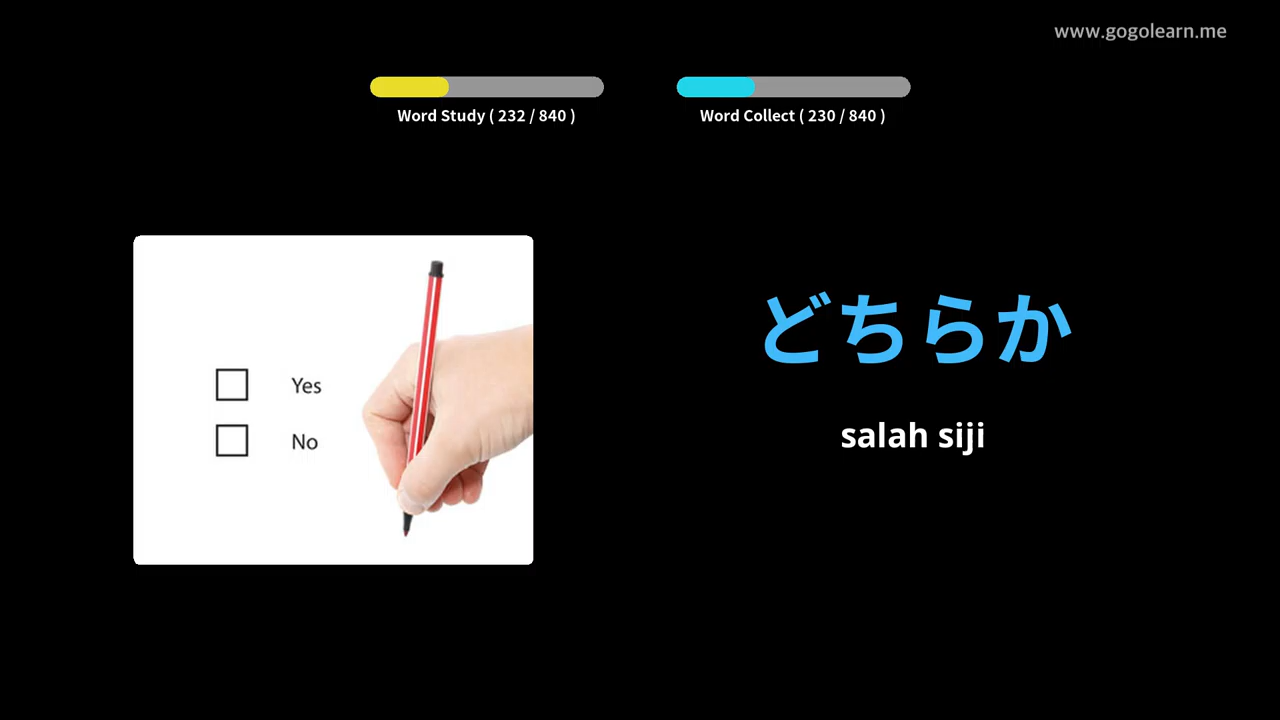 www.gogolearn.me
Word Study ( 232 / 840 )
Word Collect ( 230 / 840 )
Yes
No
どちらか
salah siji